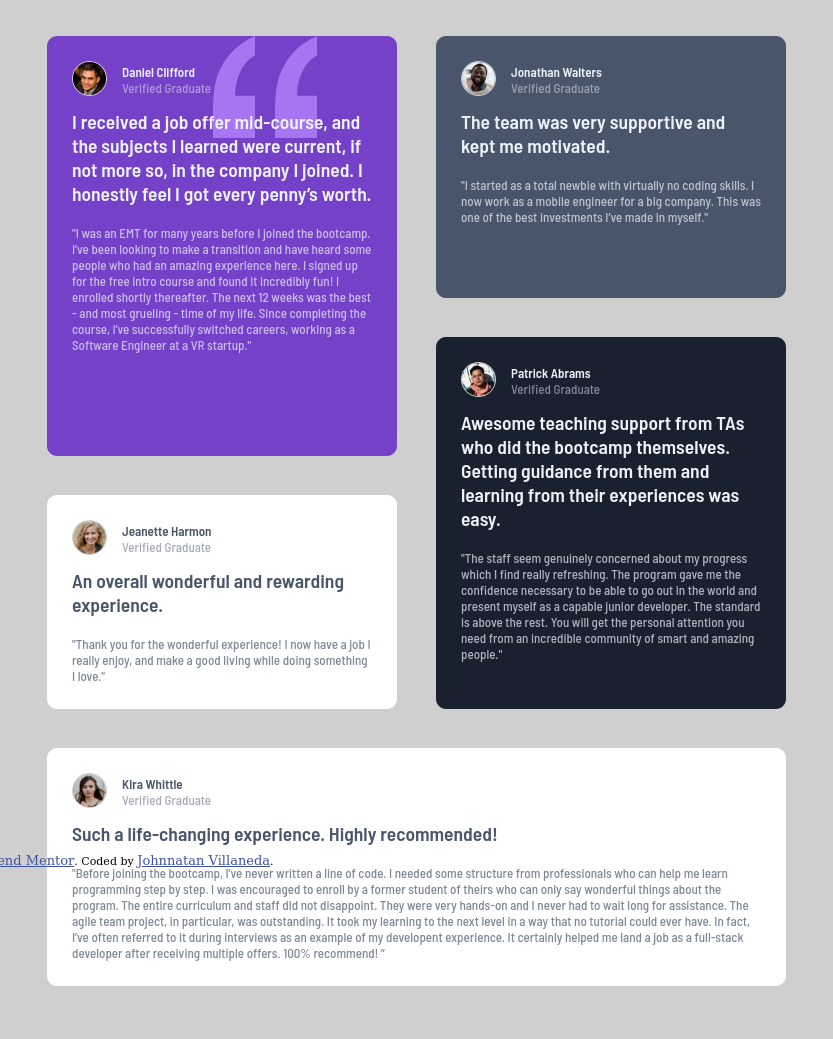 Daniel Clifford
Verified Graduate
I received a job offer mid-course, and
the subjects I learned were current, if
not more so, in the company I joined. I
honestly feel I got every penny’s worth.
"I was an EMT for many years before I joined the bootcamp.
I’ve been looking to make a transition and have heard some
people who had an amazing experience here. I signed up
for the free intro course and found it incredibly fun! I
enrolled shortly thereafter. The next 12 weeks was the best
- and most grueling - time of my life. Since completing the
course, I’ve successfully switched careers, working as a
Software Engineer at a VR startup."
Jonathan Walters
Verified Graduate
The team was very supportive and
kept me motivated.
"I started as a total newbie with virtually no coding skills. I
now work as a mobile engineer for a big company. This was
one of the best investments I’ve made in myself."
Jeanette Harmon
Verified Graduate
An overall wonderful and rewarding
experience.
"Thank you for the wonderful experience! I now have a job I
really enjoy, and make a good living while doing something
I love."
Patrick Abrams
Verified Graduate
Awesome teaching support from TAs
who did the bootcamp themselves.
Getting guidance from them and
learning from their experiences was
easy.
"The staff seem genuinely concerned about my progress
which I find really refreshing. The program gave me the
confidence necessary to be able to go out in the world and
present myself as a capable junior developer. The standard
is above the rest. You will get the personal attention you
need from an incredible community of smart and amazing
people."
Kira Whittle
Verified Graduate
Such a life-changing experience. Highly recommended!
end Mentor. Coded by Johnnatan Villaneda.
"Before joining the bootcamp, I’ve never written a line of code. I needed some structure from professionals who can help me learn
programming step by step. I was encouraged to enroll by a former student of theirs who can only say wonderful things about the
program. The entire curriculum and staff did not disappoint. They were very hands-on and I never had to wait long for assistance. The
agile team project, in particular, was outstanding. It took my learning to the next level in a way that no tutorial could ever have. In fact,
I’ve often referred to it during interviews as an example of my developent experience. It certainly helped me land a job as a full-stack
developer after receiving multiple offers. 100% recommend! ”